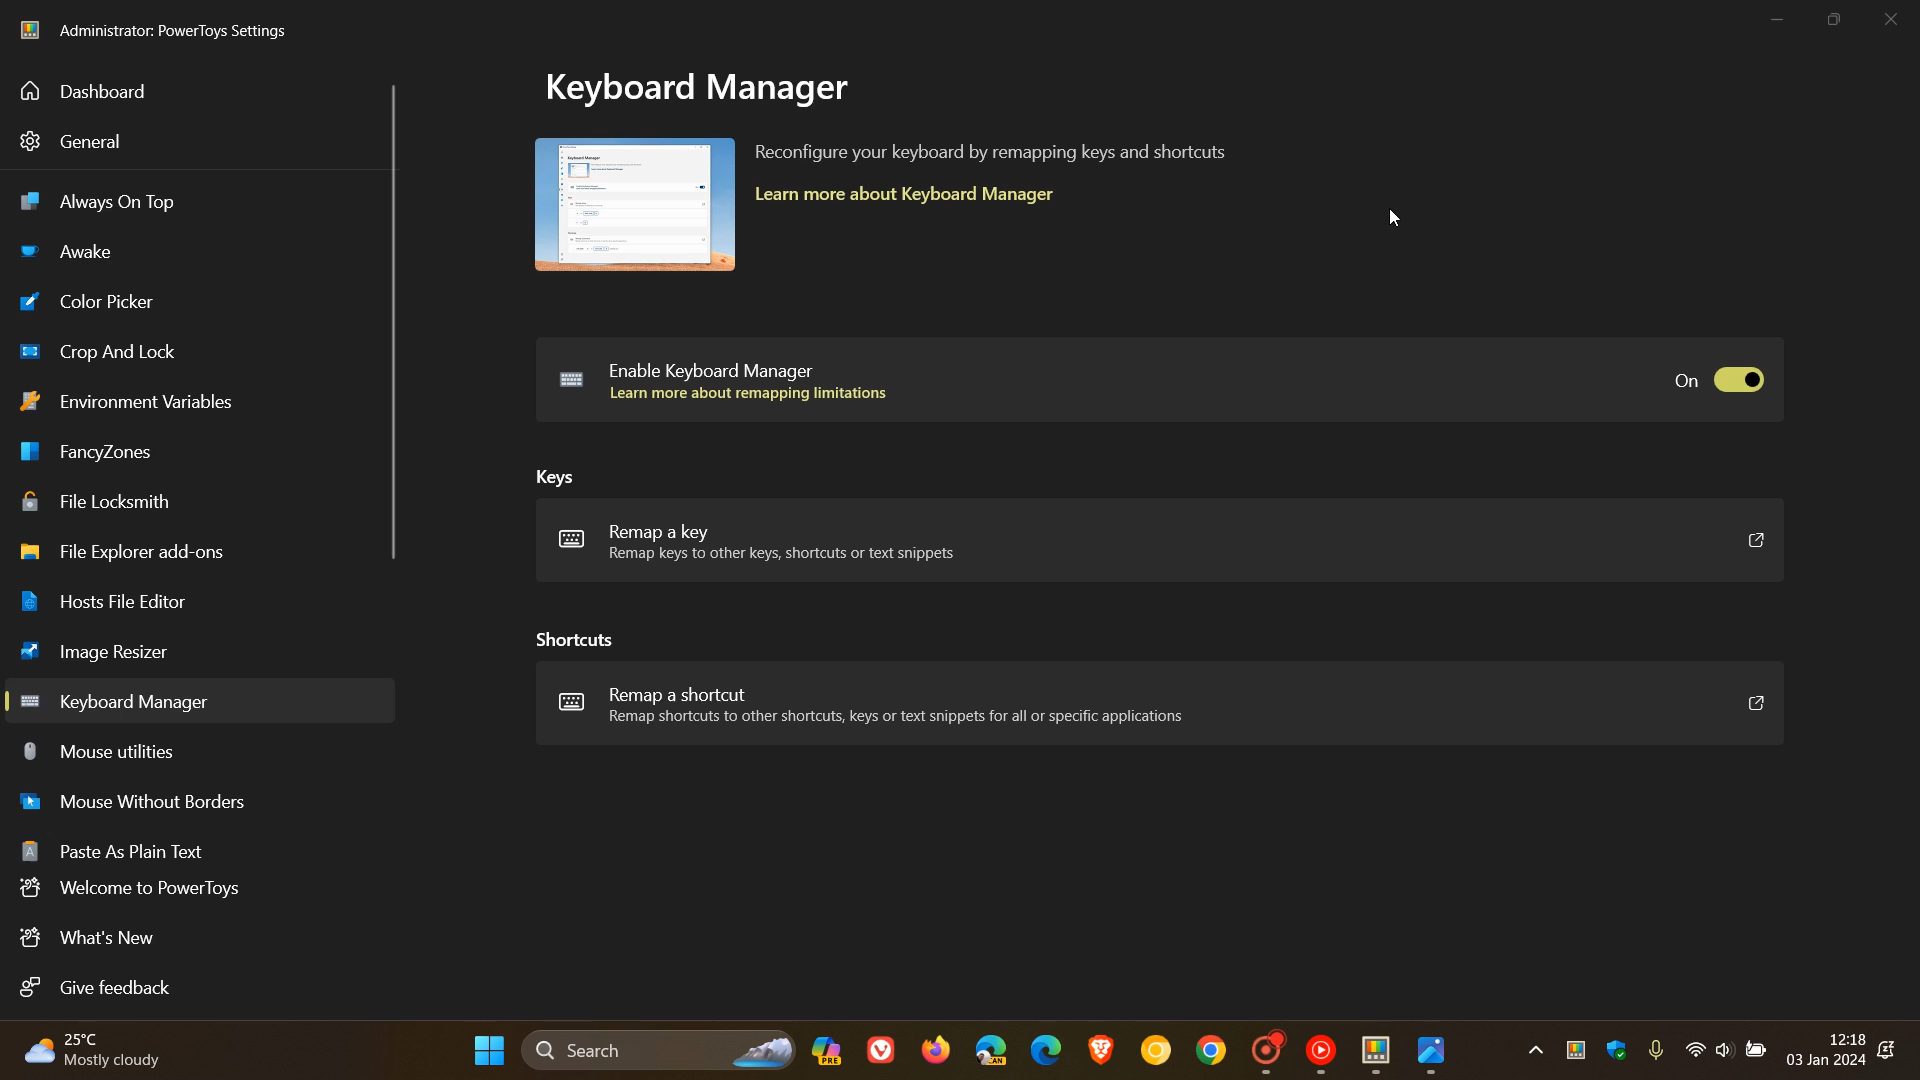 Administrator: PowerToys Settings
Dashboard
General
Always On Top
Awake
Color Picker
Crop And Lock
Environment Variables
FancyZones
File Locksmith
File Explorer add-ons
Hosts File Editor
Image Resizer
Keyboard Manager
Mouse utilities
Mouse Without Borders
Paste As Plain Text
Welcome to PowerToys
What's New
Give feedback
Keyboard Manager
Reconfigure your keyboard by remapping keys and shortcuts
Learn more about Keyboard Manager
Enable Keyboard Manager
Learn more about remapping limitations
On
Keys
Remap a key
Remap keys to other keys, shortcuts or text snippets
Shortcuts
Remap a shortcut
Remap shortcuts to other shortcuts, keys or text snippets for all or specific applications
25°C
Mostly cloudy
Search
PRE
CAN
12:18
03 Jan 2024